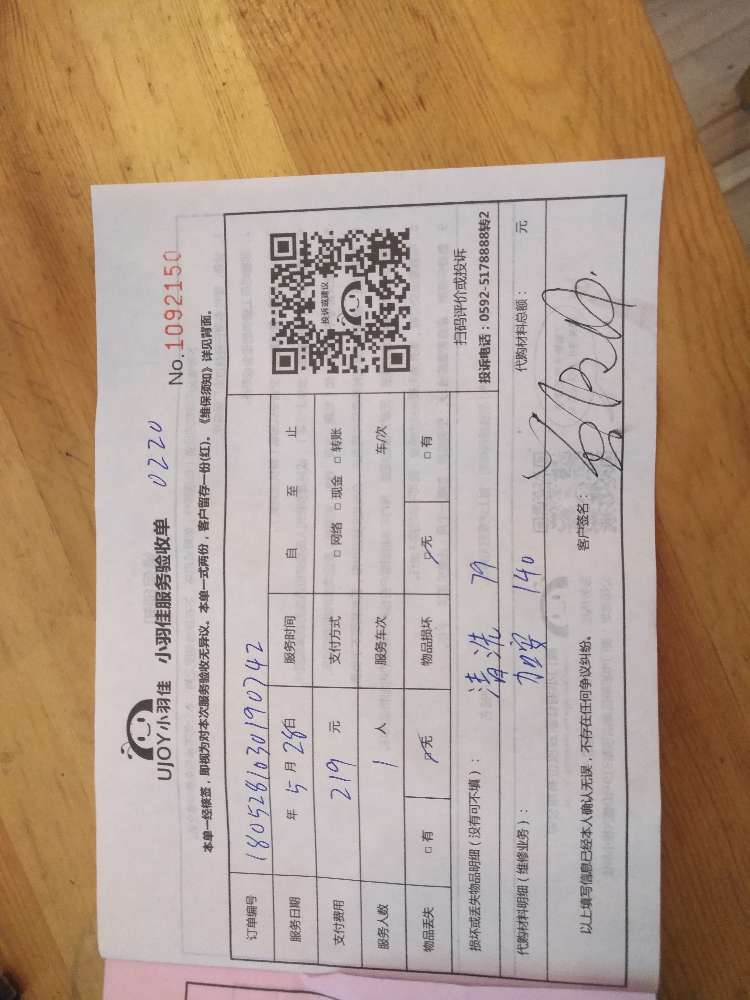 UJOY小羽佳 小羽佳服务验收单 0220
No.1092150
本单一经接签，即视为对本次服务验收无异议。本单一式两份，客户留存一份(红)。《维保须知》详见背面。
订单编号 1805281030190742
服务日期 年 5 月 28 日 服务时间 自 至 止
支付费用 219 元 支付方式 □ 网络 □ 现金 □ 转账
服务人数 1 人 服务车次 车/次
物品丢失 □ 有 □ 无 物品损坏 □ 无 □ 有
投诉或建议
扫码评价或投诉
投诉电话：0592-5178888转2
损坏或丢失物品明细（没有可不填）： 清洗 79
代购材料明细（维修业务）： 加安 140 代购材料总额： 元
以上填写信息已经本人确认无误，不存在任何争议纠纷。 客户签名：